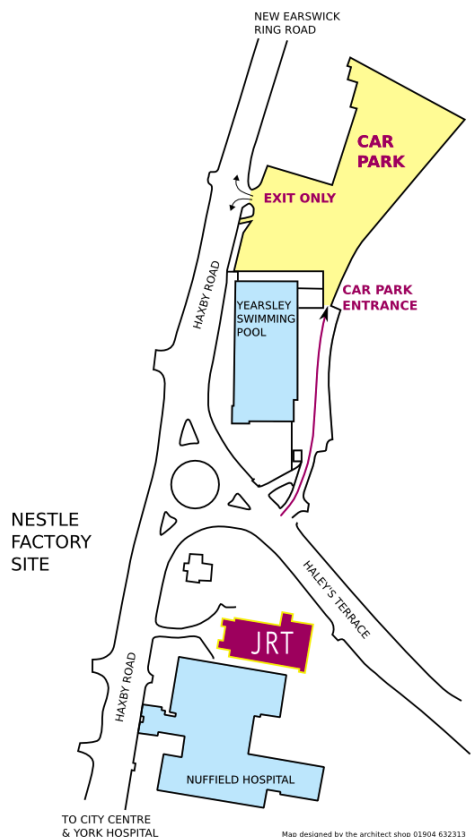 NEW EARSWICK
RING ROAD
CAR
PARK
EXIT ONLY
HAXBY ROAD
CAR PARK
ENTRANCE
YEARSLEY
SWIMMING
POOL
NESTLE
FACTORY
SITE
HALEY'S TERRACE
JRT
HAXBY ROAD
NUFFIELD HOSPITAL
TO CITY CENTRE
& YORK HOSPITAL
Map designed by the architect shop 01904 632313